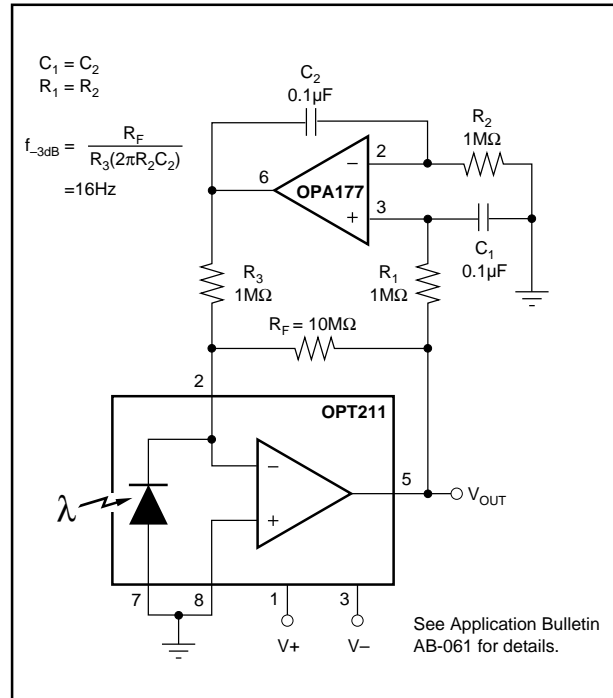 C1 = C2
R1 = R2
f–3dB = RF / R3(2πR2C2)
=16Hz
C2
0.1µF
R2
1MΩ
2
–
6
OPA177
3
+
C1
0.1µF
R3
1MΩ
R1
1MΩ
RF = 10MΩ
2
OPT211
–
5
VOUT
λ
+
7
8
1
3
V+
V–
See Application Bulletin
AB-061 for details.